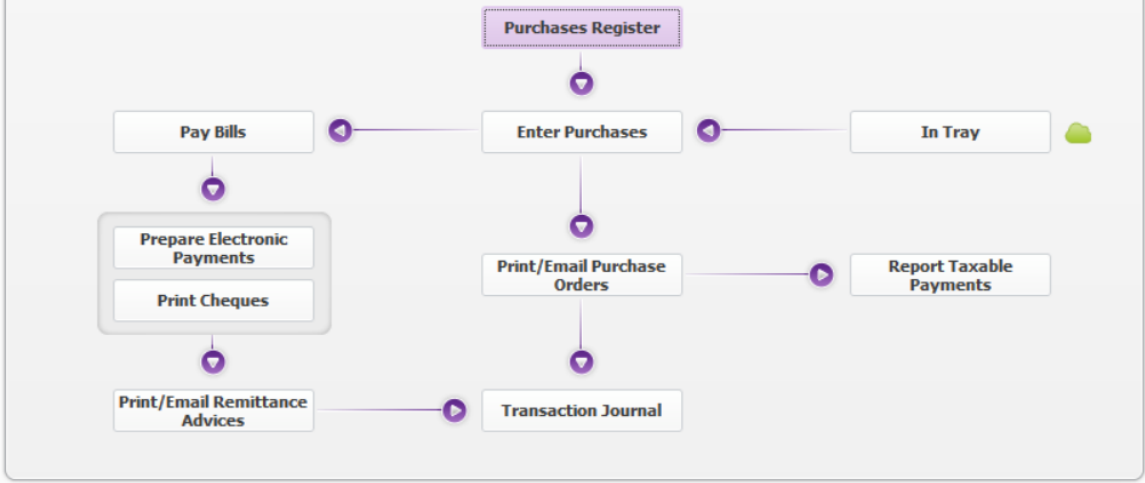 Purchases Register
Pay Bills
Enter Purchases
In Tray
Prepare Electronic
Payments
Print Cheques
Print/Email Purchase
Orders
Report Taxable
Payments
Print/Email Remittance
Advices
Transaction Journal